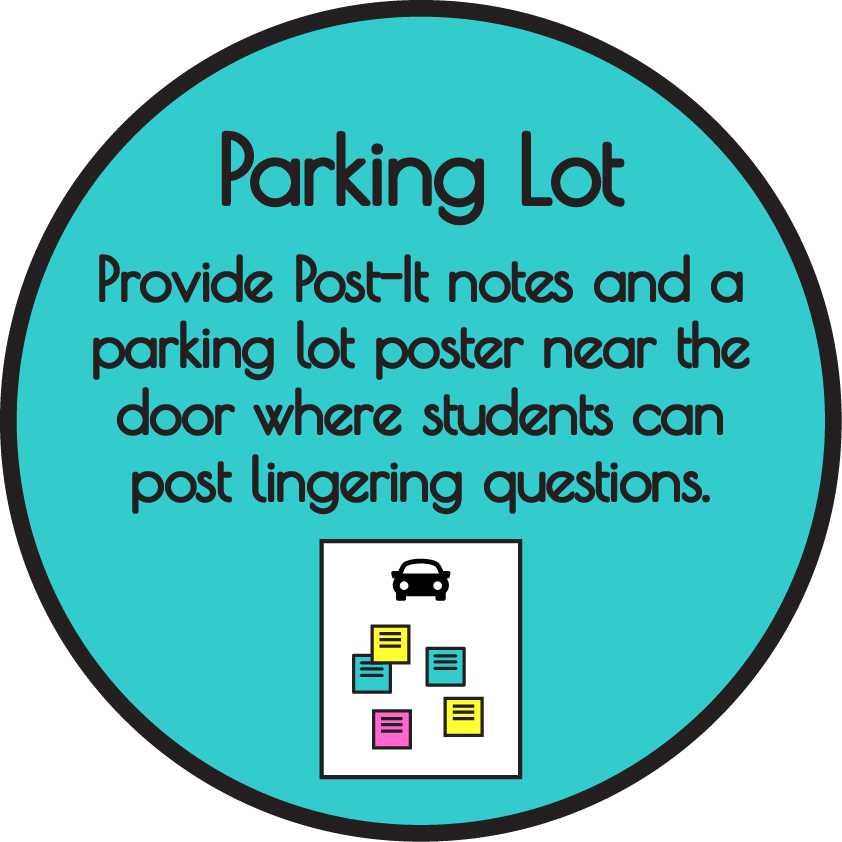 Parking Lot
Provide Post-It notes and a
parking lot poster near the
door where students can
post lingering questions.